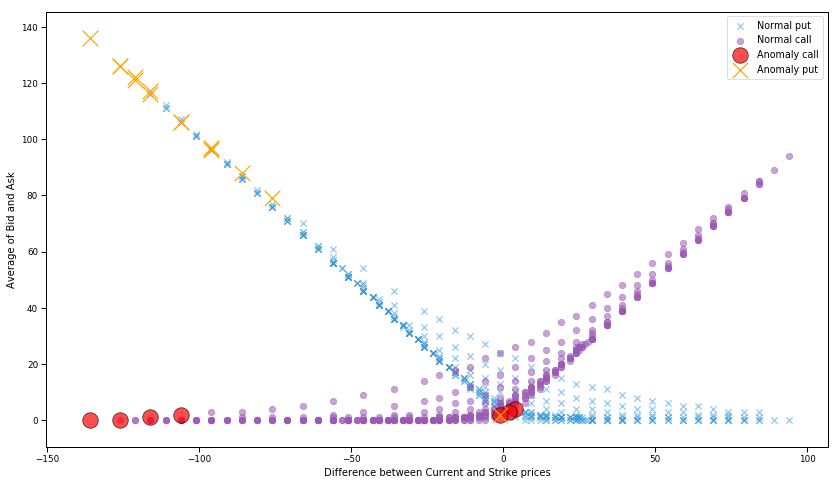 Normal put
Normal call
Anomaly call
Anomaly put
Average of Bid and Ask
140
120
100
80
60
40
20
0
−150
−100
−50
0
50
100
Difference between Current and Strike prices